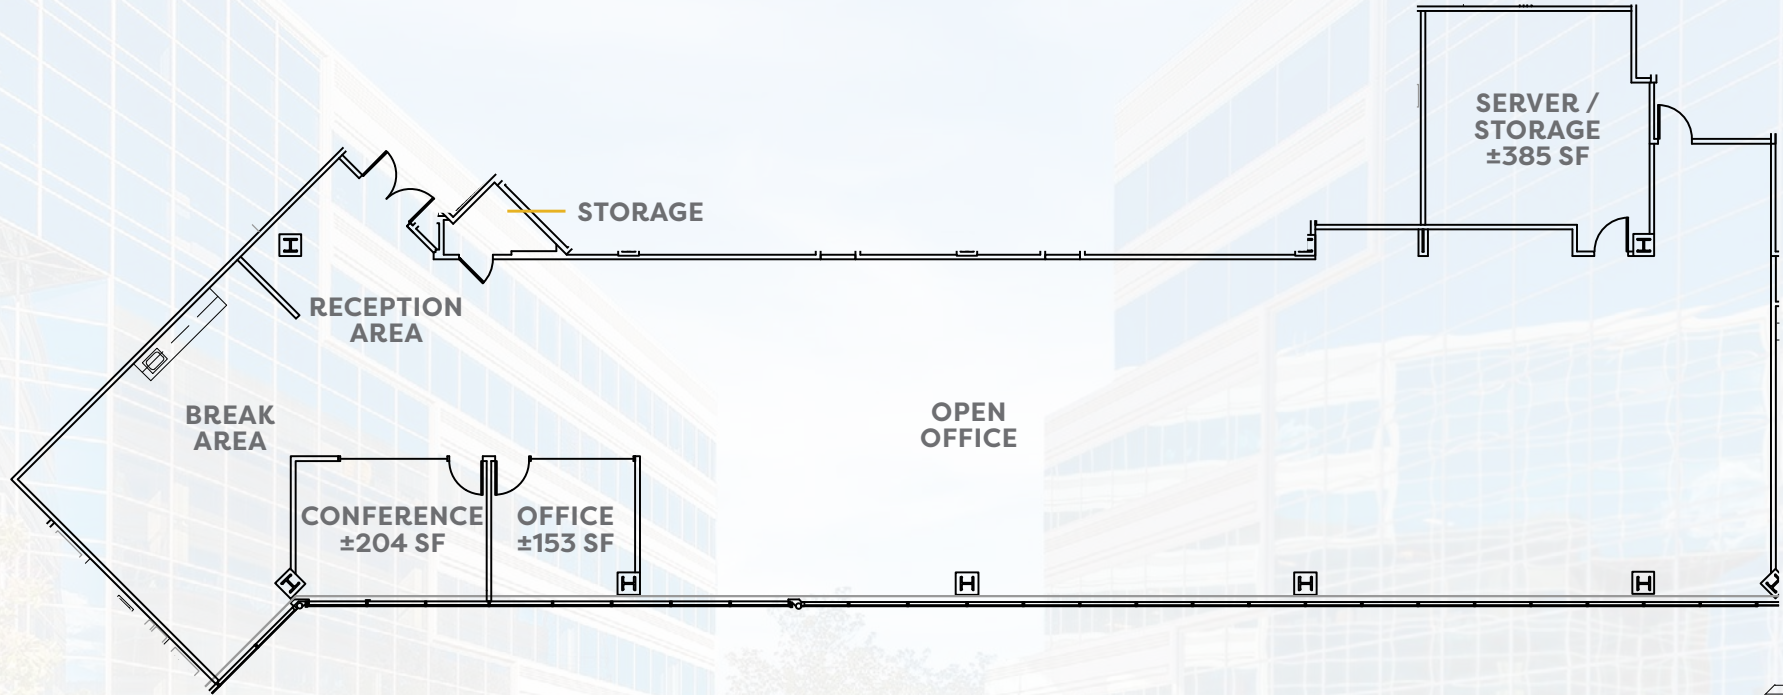 SERVER /
STORAGE
±385 SF
STORAGE
RECEPTION
AREA
BREAK
AREA
OPEN
OFFICE
CONFERENCE
±204 SF
OFFICE
±153 SF